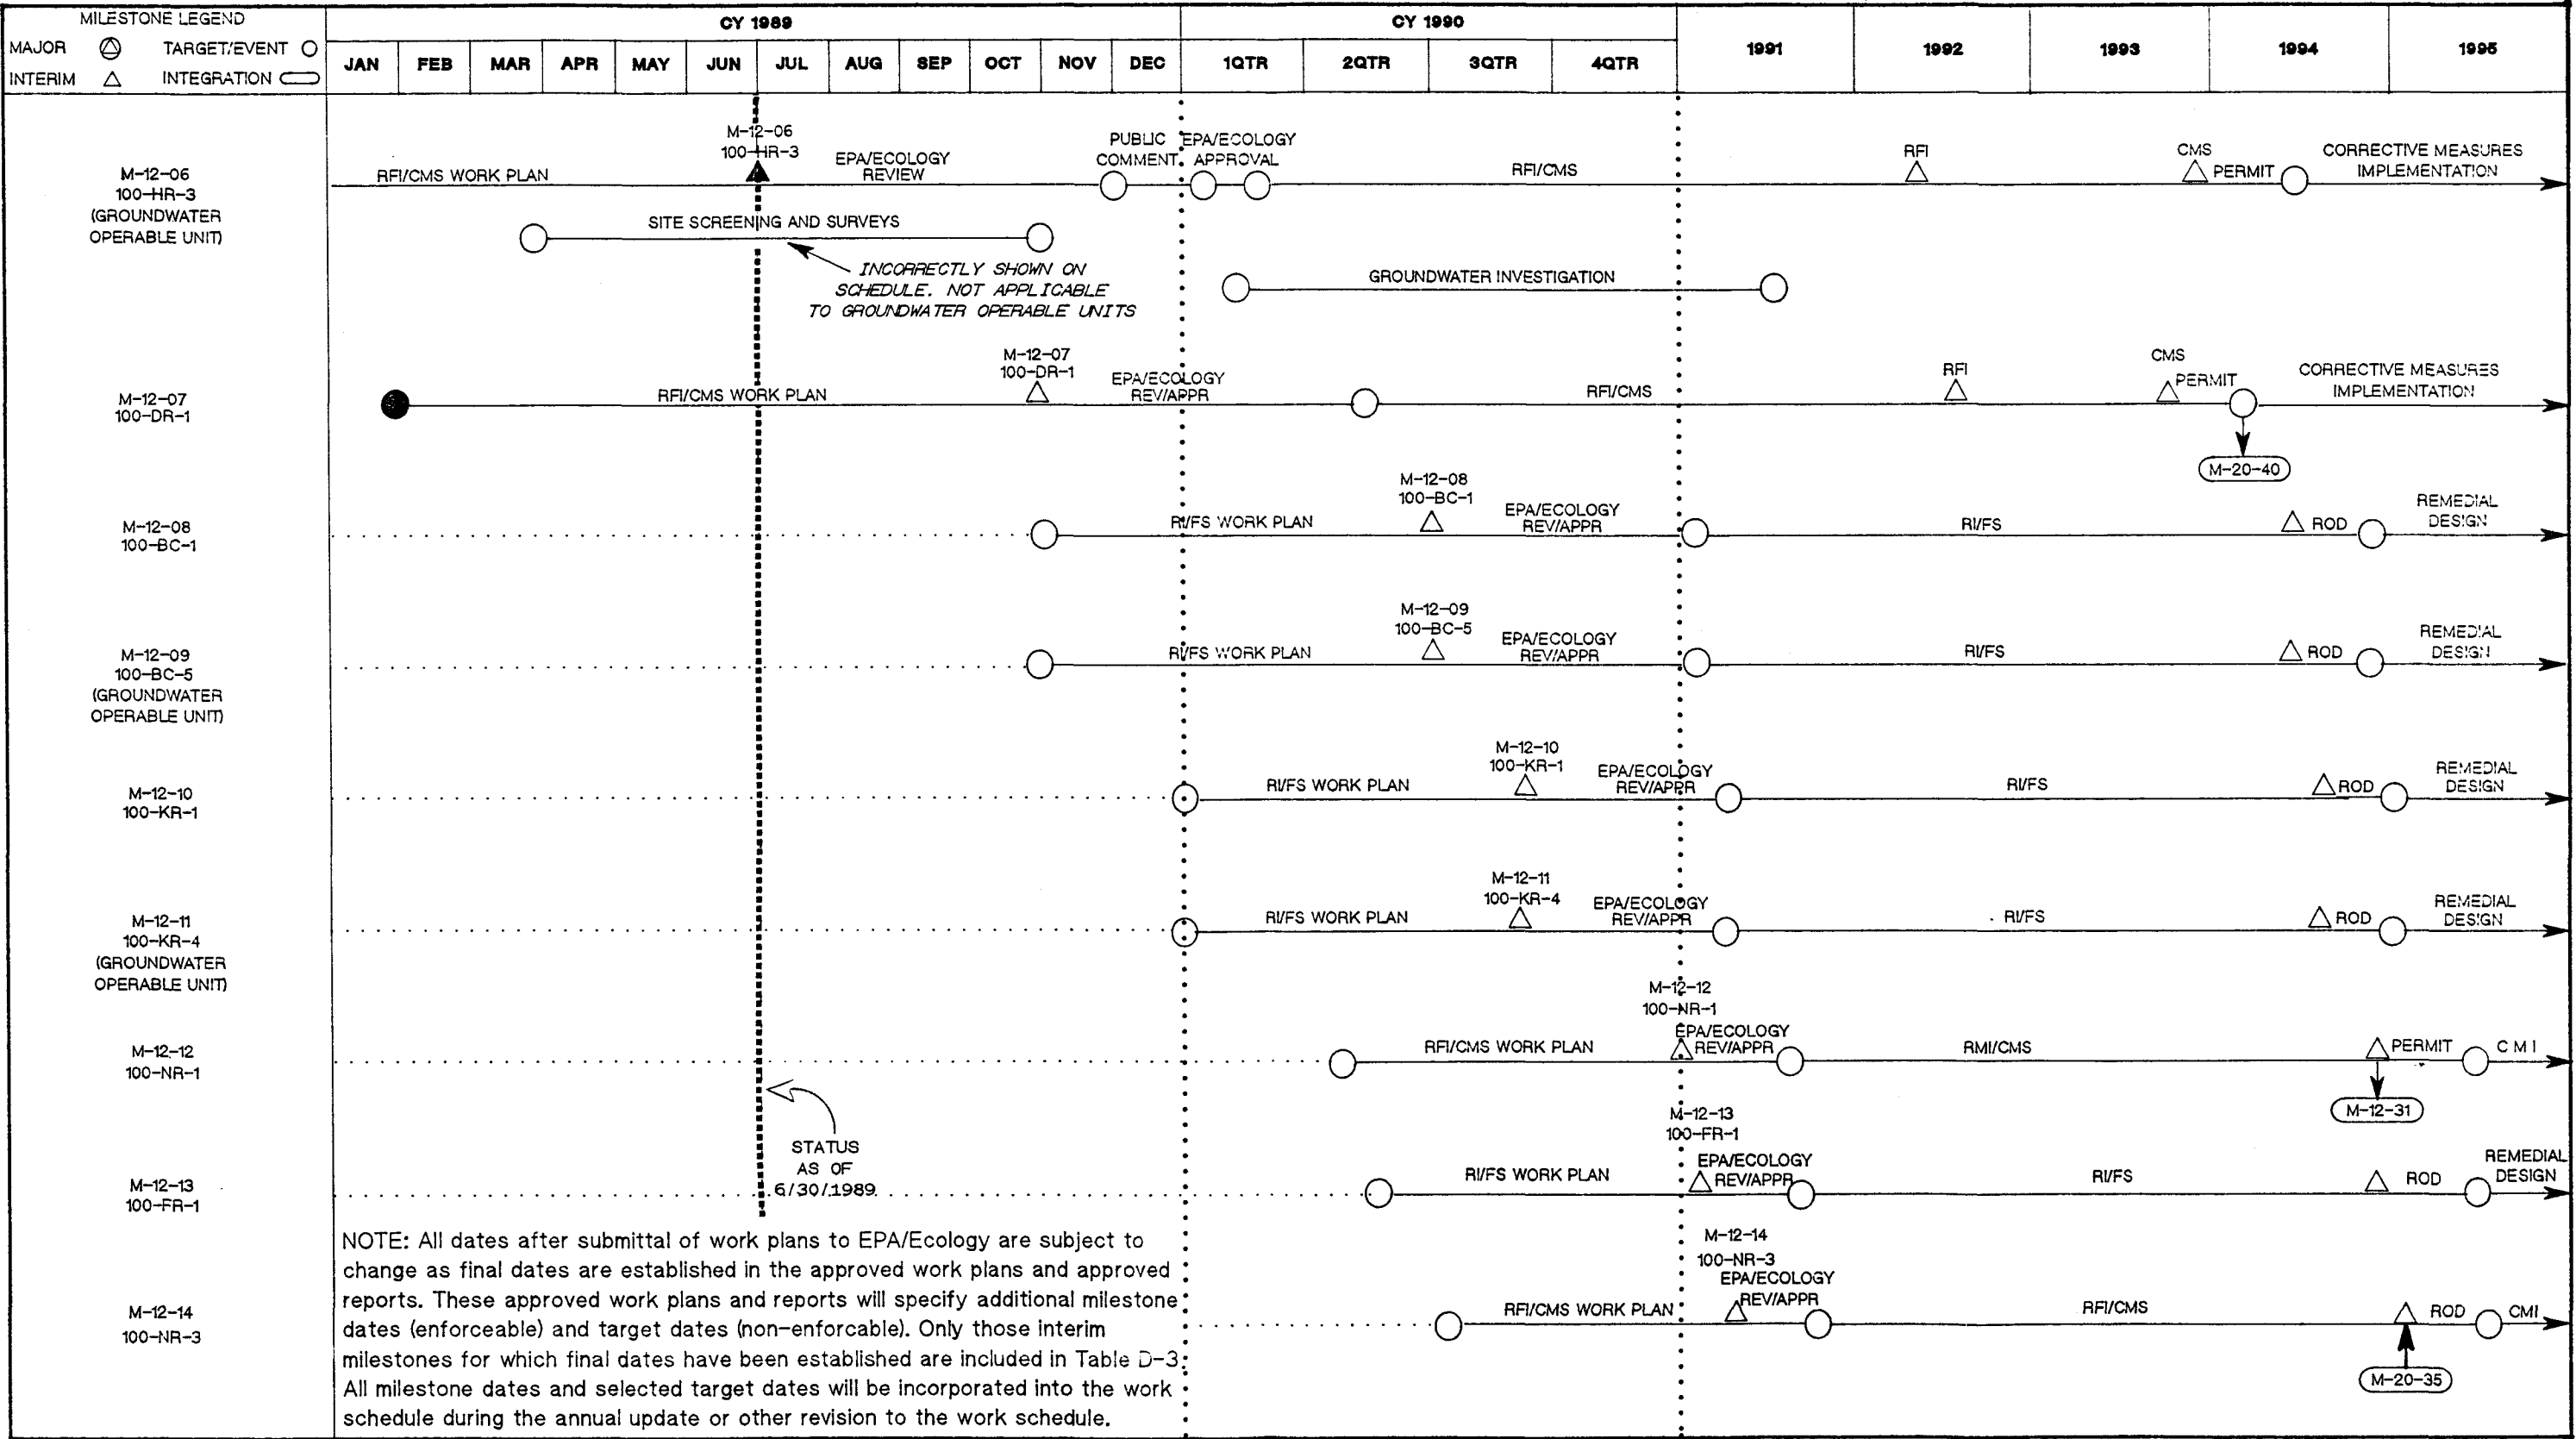 MILESTONE LEGEND
MAJOR TARGET/EVENT
INTERIM INTEGRATION
CY 1989
CY 1990
JAN FEB MAR APR MAY JUN JUL AUG SEP OCT NOV DEC 1QTR 2QTR 3QTR 4QTR 1991 1992 1993 1994 1995
M-12-06
100-HR-3
(GROUNDWATER
OPERABLE UNIT)
RFI/CMS WORK PLAN
M-12-06
100-HR-3
EPA/ECOLOGY
REVIEW
PUBLIC
COMMENT
EPA/ECOLOGY
APPROVAL
RFI/CMS
RFI
CMS
PERMIT
CORRECTIVE MEASURES
IMPLEMENTATION
SITE SCREENING AND SURVEYS
INCORRECTLY SHOWN ON
SCHEDULE. NOT APPLICABLE
TO GROUNDWATER OPERABLE UNITS
GROUNDWATER INVESTIGATION
M-12-07
100-DR-1
RFI/CMS WORK PLAN
M-12-07
100-DR-1
EPA/ECOLOGY
REV/APPR
RFI/CMS
RFI
CMS
PERMIT
CORRECTIVE MEASURES
IMPLEMENTATION
M-20-40
M-12-08
100-BC-1
RI/FS WORK PLAN
M-12-08
100-BC-1
EPA/ECOLOGY
REV/APPR
RI/FS
ROD
REMEDIAL
DESIGN
M-12-09
100-BC-5
(GROUNDWATER
OPERABLE UNIT)
RI/FS WORK PLAN
M-12-09
100-BC-5
EPA/ECOLOGY
REV/APPR
RI/FS
ROD
REMEDIAL
DESIGN
M-12-10
100-KR-1
RI/FS WORK PLAN
M-12-10
100-KR-1
EPA/ECOLOGY
REV/APPR
RI/FS
ROD
REMEDIAL
DESIGN
M-12-11
100-KR-4
(GROUNDWATER
OPERABLE UNIT)
RI/FS WORK PLAN
M-12-11
100-KR-4
EPA/ECOLOGY
REV/APPR
RI/FS
ROD
REMEDIAL
DESIGN
M-12-12
100-NR-1
RFI/CMS WORK PLAN
M-12-12
100-NR-1
EPA/ECOLOGY
REV/APPR
RMI/CMS
PERMIT
C M I
M-12-31
STATUS
AS OF
6/30/1989
M-12-13
100-FR-1
RI/FS WORK PLAN
M-12-13
100-FR-1
EPA/ECOLOGY
REV/APPR
RI/FS
ROD
REMEDIAL
DESIGN
M-12-14
100-NR-3
RFI/CMS WORK PLAN
M-12-14
100-NR-3
EPA/ECOLOGY
REV/APPR
RFI/CMS
ROD
CMI
M-20-35
NOTE: All dates after submittal of work plans to EPA/Ecology are subject to
change as final dates are established in the approved work plans and approved
reports. These approved work plans and reports will specify additional milestone
dates (enforceable) and target dates (non-enforcable). Only those interim
milestones for which final dates have been established are included in Table D-3.
All milestone dates and selected target dates will be incorporated into the work
schedule during the annual update or other revision to the work schedule.